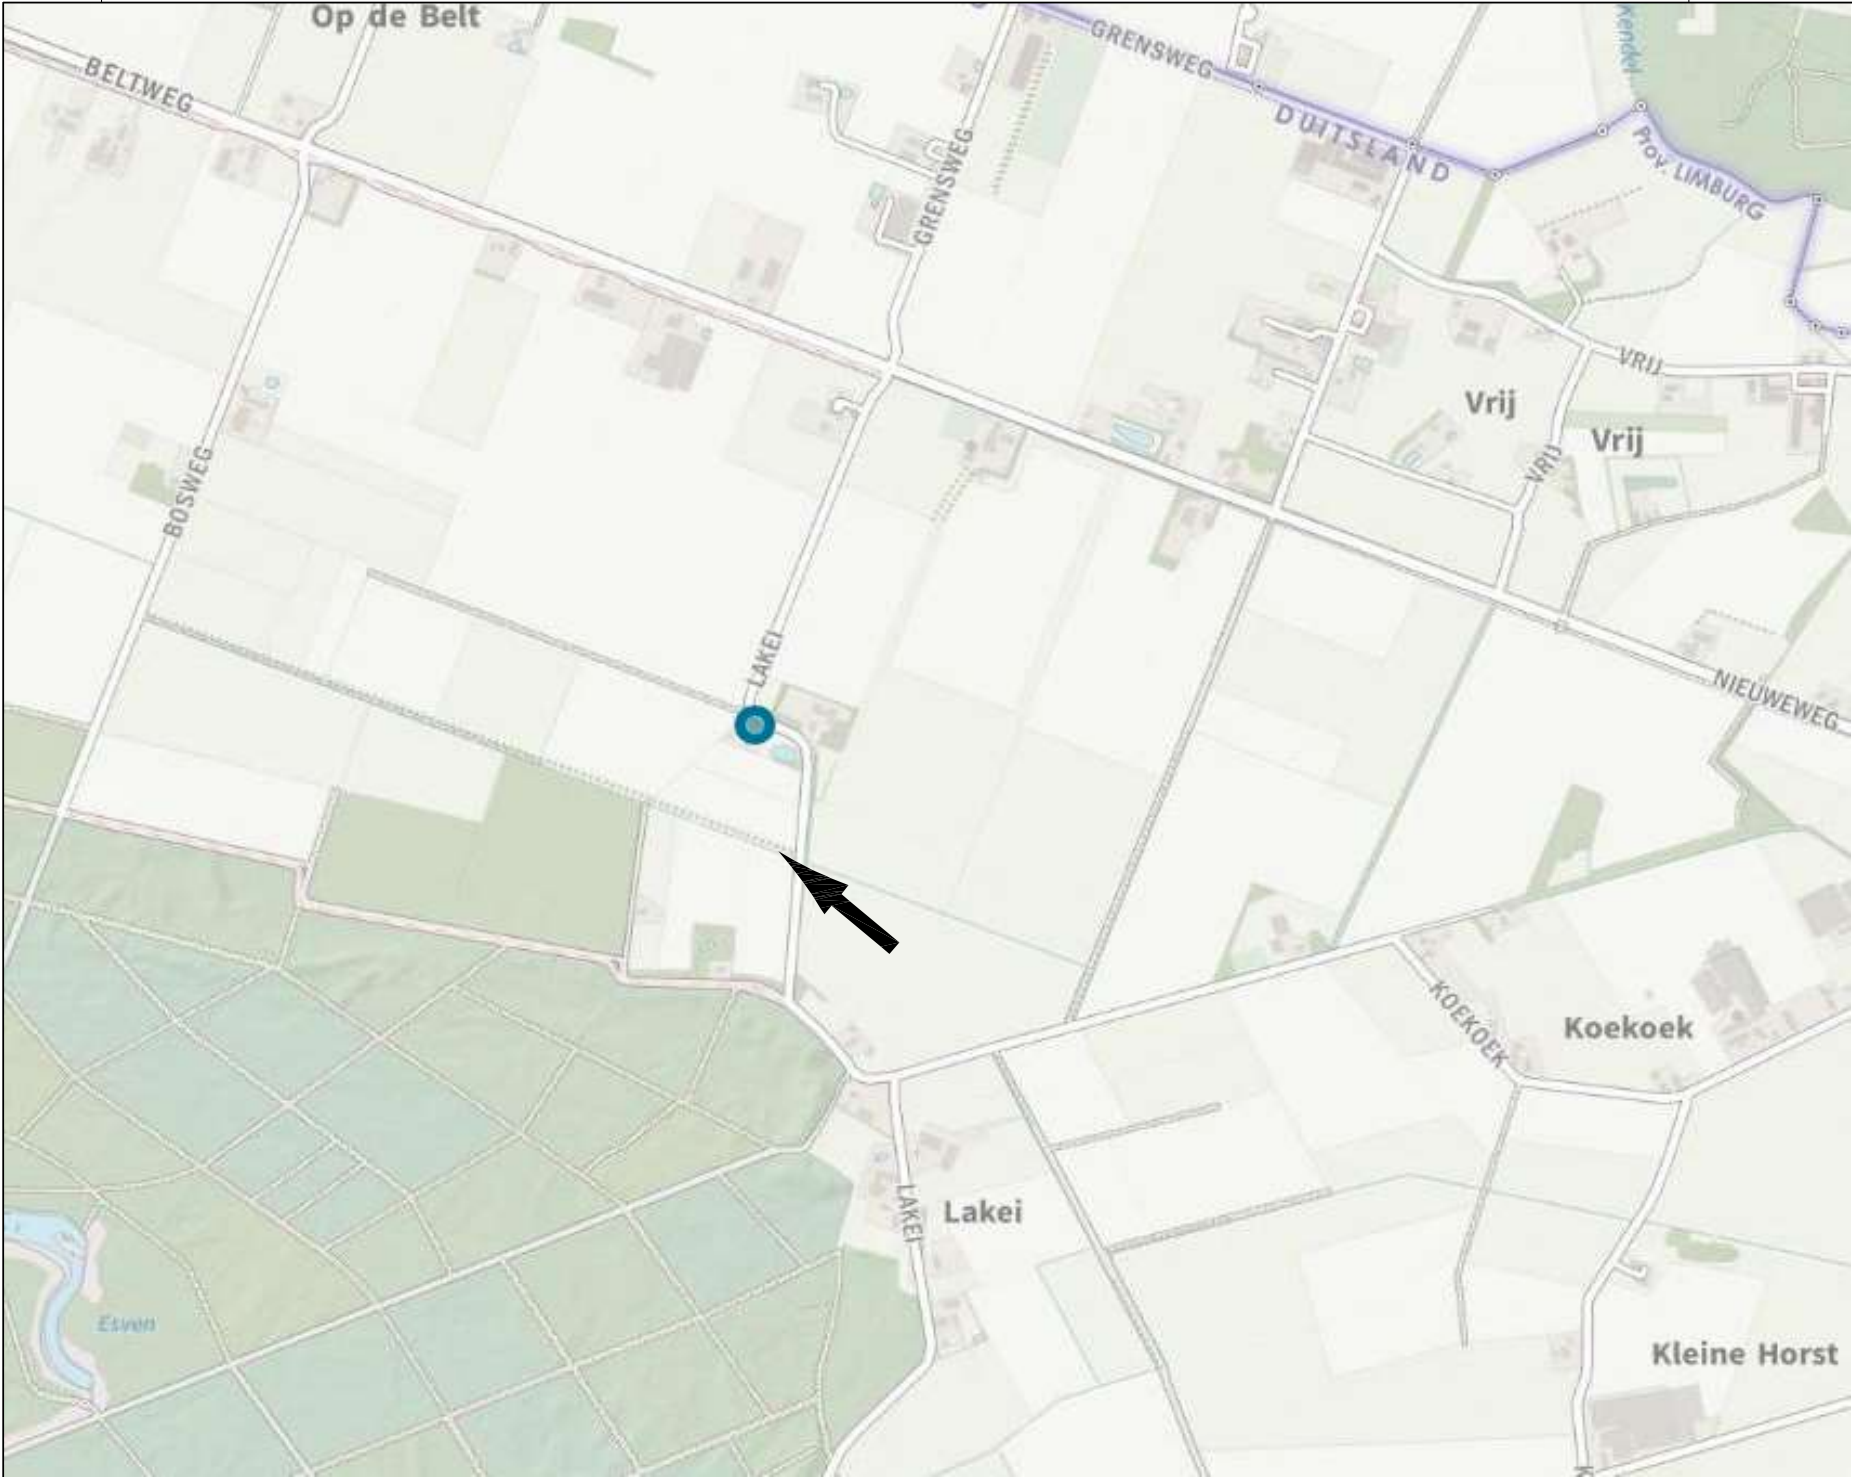 Op de Belt
BELTWEG
GRENSWEG
Kendel
DUITSLAND
Prov. LIMBURG
GRENSWEG
VRIJ
Vrij
Vrij
VRIJ
BOSWEG
LAKEI
NIEUWEWEG
KOEKOEK
Koekoek
LAKEI
Lakei
Esven
Kleine Horst